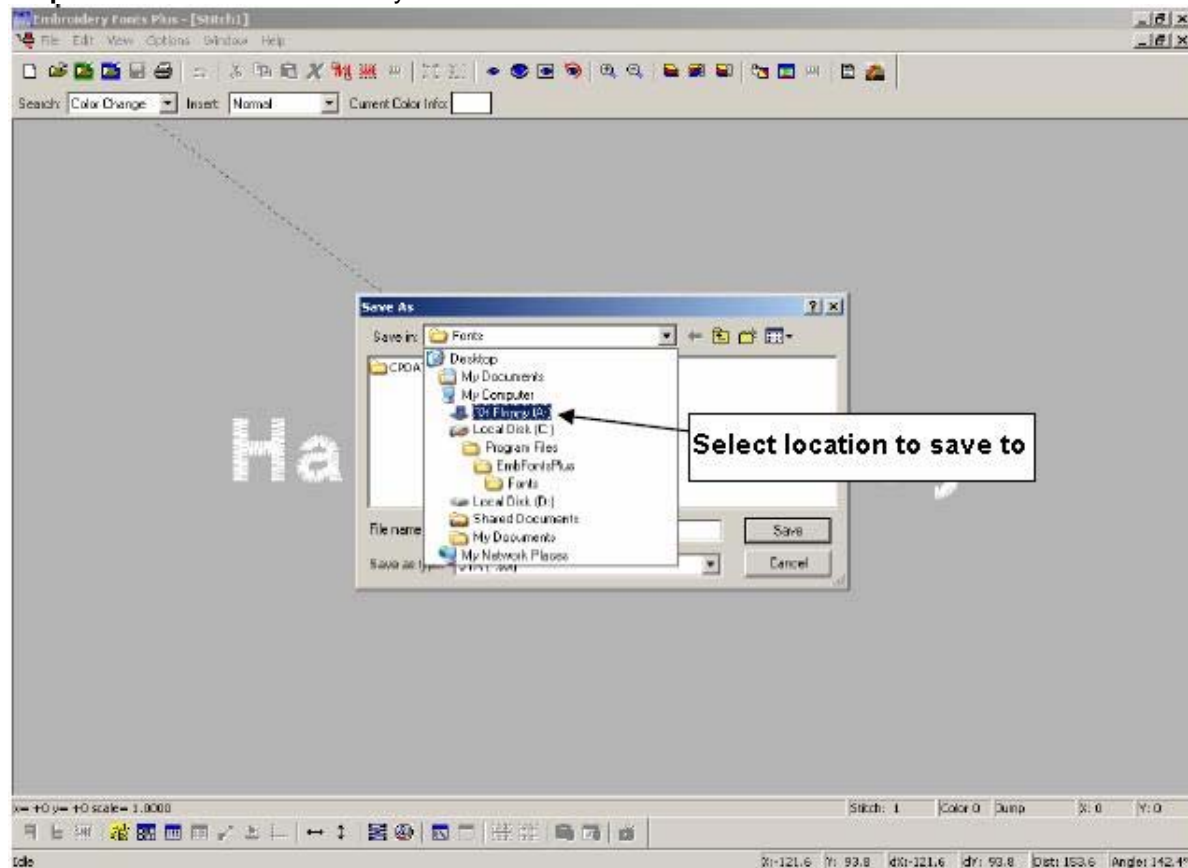 Embroidery Fonts Plus - [Stitch1]
File Edit View Options Window Help
Search: Color Change Insert: Normal Current Color Info:
Save As
Save in: Fonts
Desktop
My Documents
My Computer
3½ Floppy (A:)
Local Disk (C:)
Program Files
EmbFontsPlus
Fonts
Local Disk (D:)
Shared Documents
My Documents
My Network Places
CPDA
Select location to save to
Ha
File name
Save
Save as
Cancel
x= +0 y= +0 scale= 1.0000
Stitch: 1 Color 0 Jump X: 0 Y: 0
Idle
X:-121.6 Y: 93.8 dX:-121.6 dY: 93.8 Dist: 153.6 Angle: 142.4